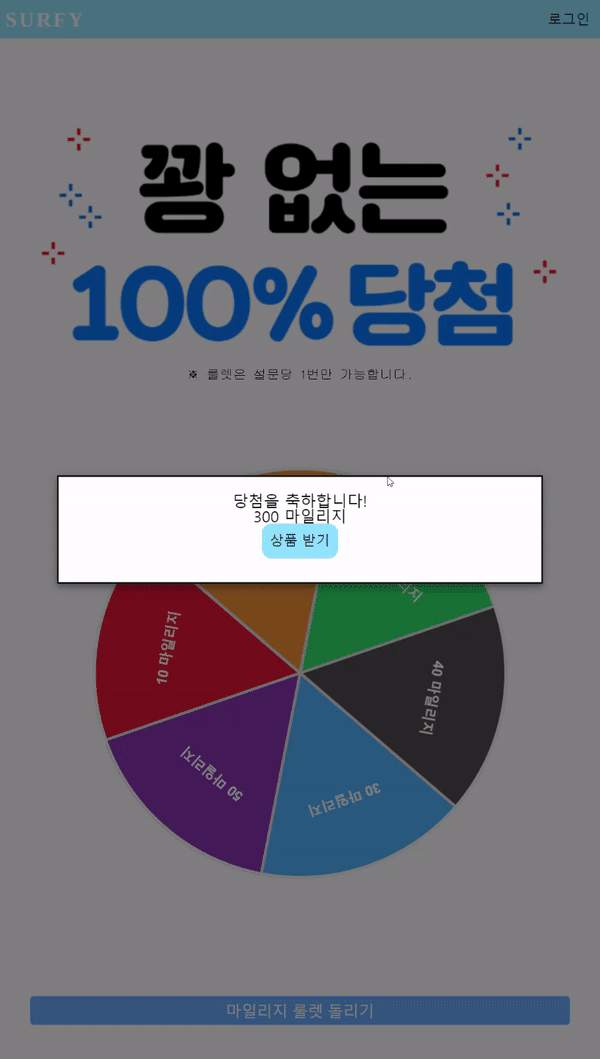 SURFY
로그인
꽝 없는
100% 당첨
※ 룰렛은 설문당 1번만 가능합니다.
당첨을 축하합니다!
300 마일리지
상품 받기
10 마일리지
40 마일리지
50 마일리지
30 마일리지
마일리지 룰렛 돌리기